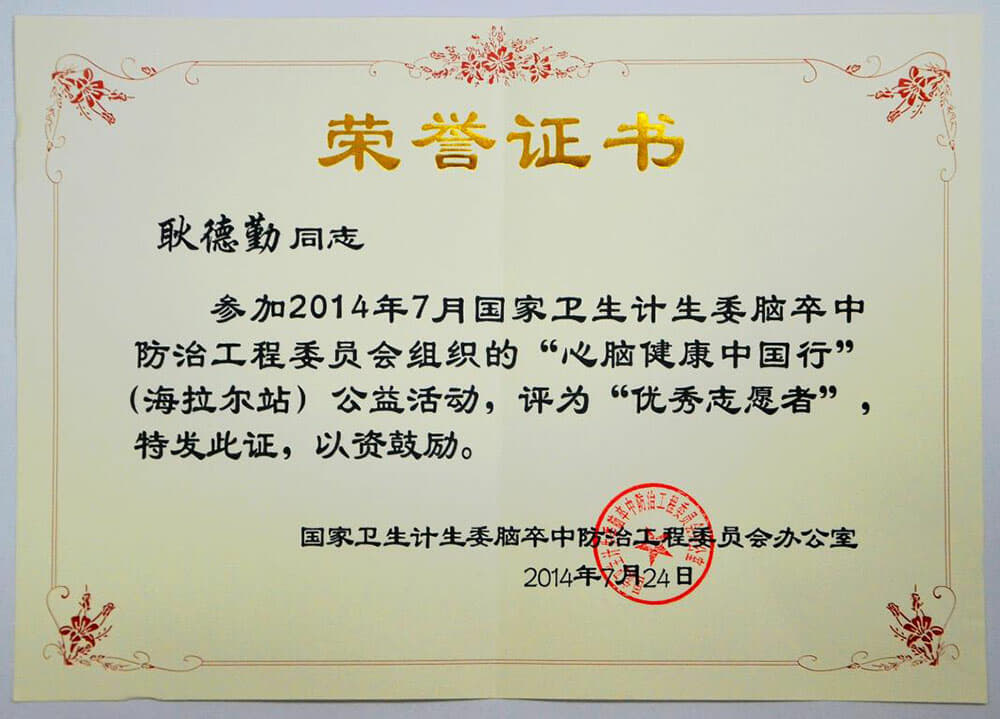 荣誉证书
耿德勤同志
参加2014年7月国家卫生计生委脑卒中
防治工程委员会组织的“心脑健康中国行”
(海拉尔站)公益活动，评为“优秀志愿者”，
特发此证，以资鼓励。
国家卫生计生委脑卒中防治工程委员会办公室
2014年7月24日